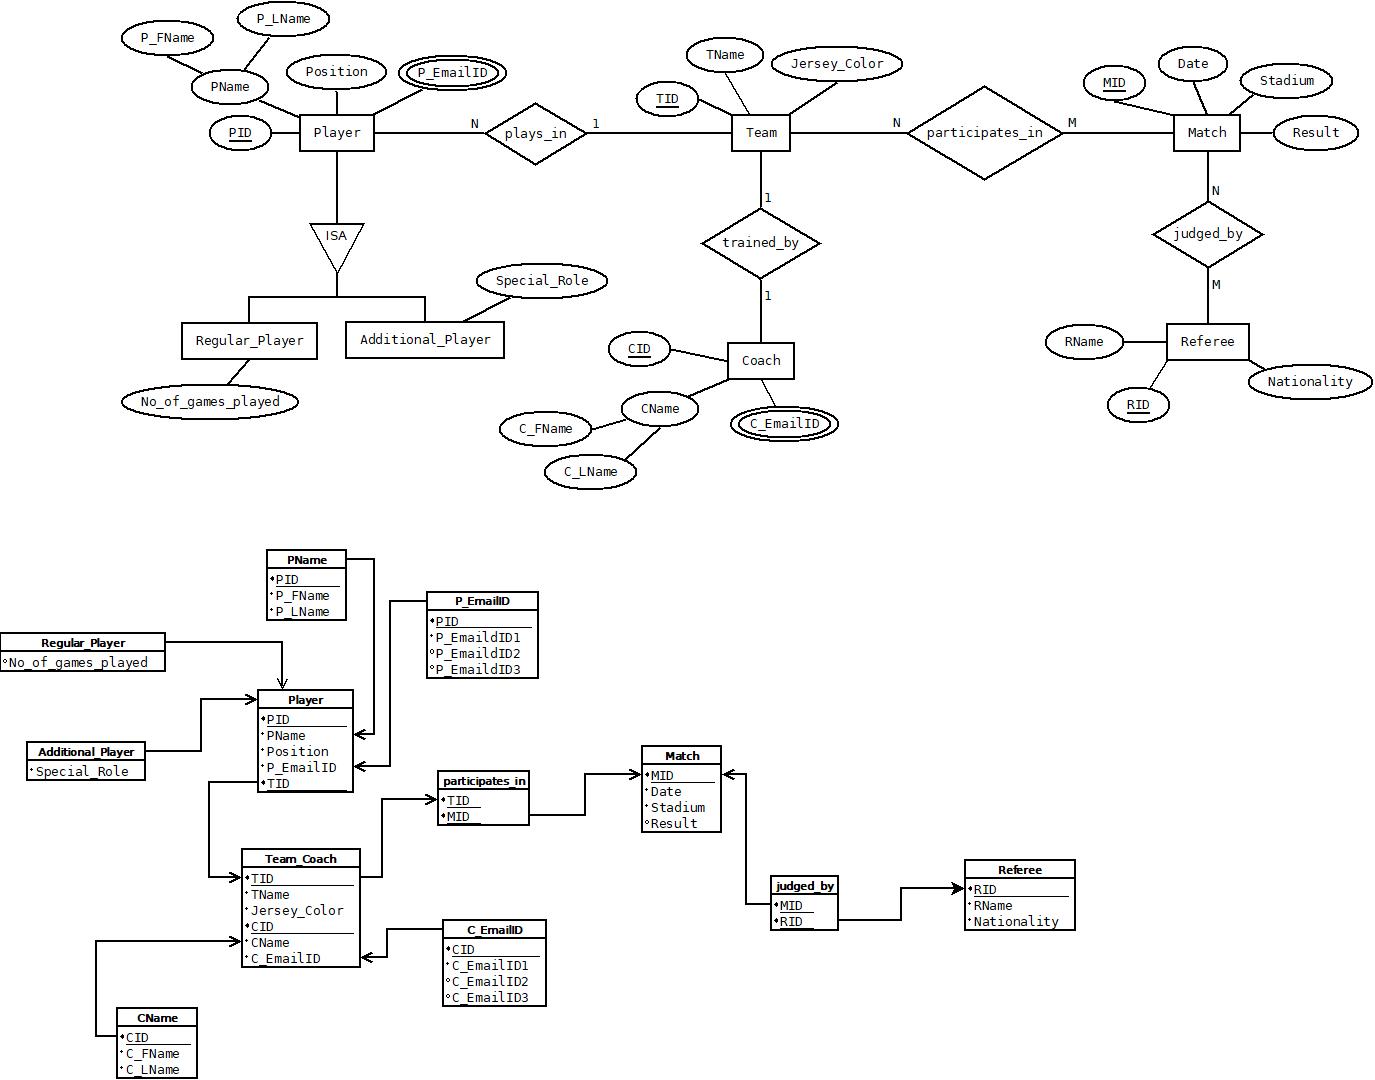 P_LName
P_FName
TName
Position
P_EmailID
Jersey_Color
Date
PName
MID
Stadium
TID
N
1
N
M
PID
Player
plays_in
Team
participates_in
Match
Result
1
N
ISA
trained_by
judged_by
Special_Role
1
M
Regular_Player
Additional_Player
CID
Coach
RName
Referee
No_of_games_played
CName
Nationality
C_FName
C_EmailID
RID
C_LName
PName
PID
P_FName
P_LName
P_EmailID
PID
P_EmaildID1
P_EmaildID2
P_EmaildID3
Regular_Player
No_of_games_played
Player
PID
PName
Position
P_EmailID
TID
Additional_Player
Special_Role
participates_in
TID
MID
Match
MID
Date
Stadium
Result
Team_Coach
TID
TName
Jersey_Color
CID
CName
C_EmailID
judged_by
MID
RID
Referee
RID
RName
Nationality
C_EmailID
CID
C_EmailID1
C_EmailID2
C_EmailID3
CName
CID
C_FName
C_LName